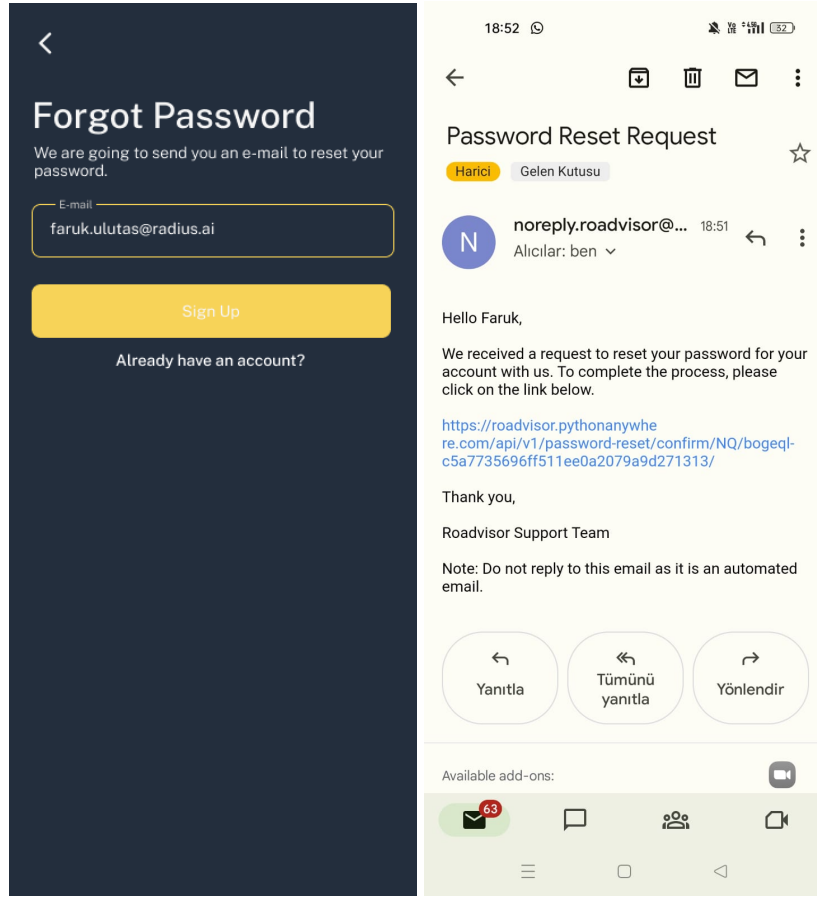 Forgot Password
We are going to send you an e-mail to reset your
password.
E-mail
faruk.ulutas@radius.ai
Sign Up
Already have an account?
18:52
32
Password Reset Request
Harici
Gelen Kutusu
N
noreply.roadvisor@...
18:51
Alıcılar: ben
Hello Faruk,
We received a request to reset your password for your
account with us. To complete the process, please
click on the link below.
https://roadvisor.pythonanywhe
re.com/api/v1/password-reset/confirm/NQ/bogeql-
c5a7735696ff511ee0a2079a9d271313/
Thank you,
Roadvisor Support Team
Note: Do not reply to this email as it is an automated
email.
Yanıtla
Tümünü
yanıtla
Yönlendir
Available add-ons:
63